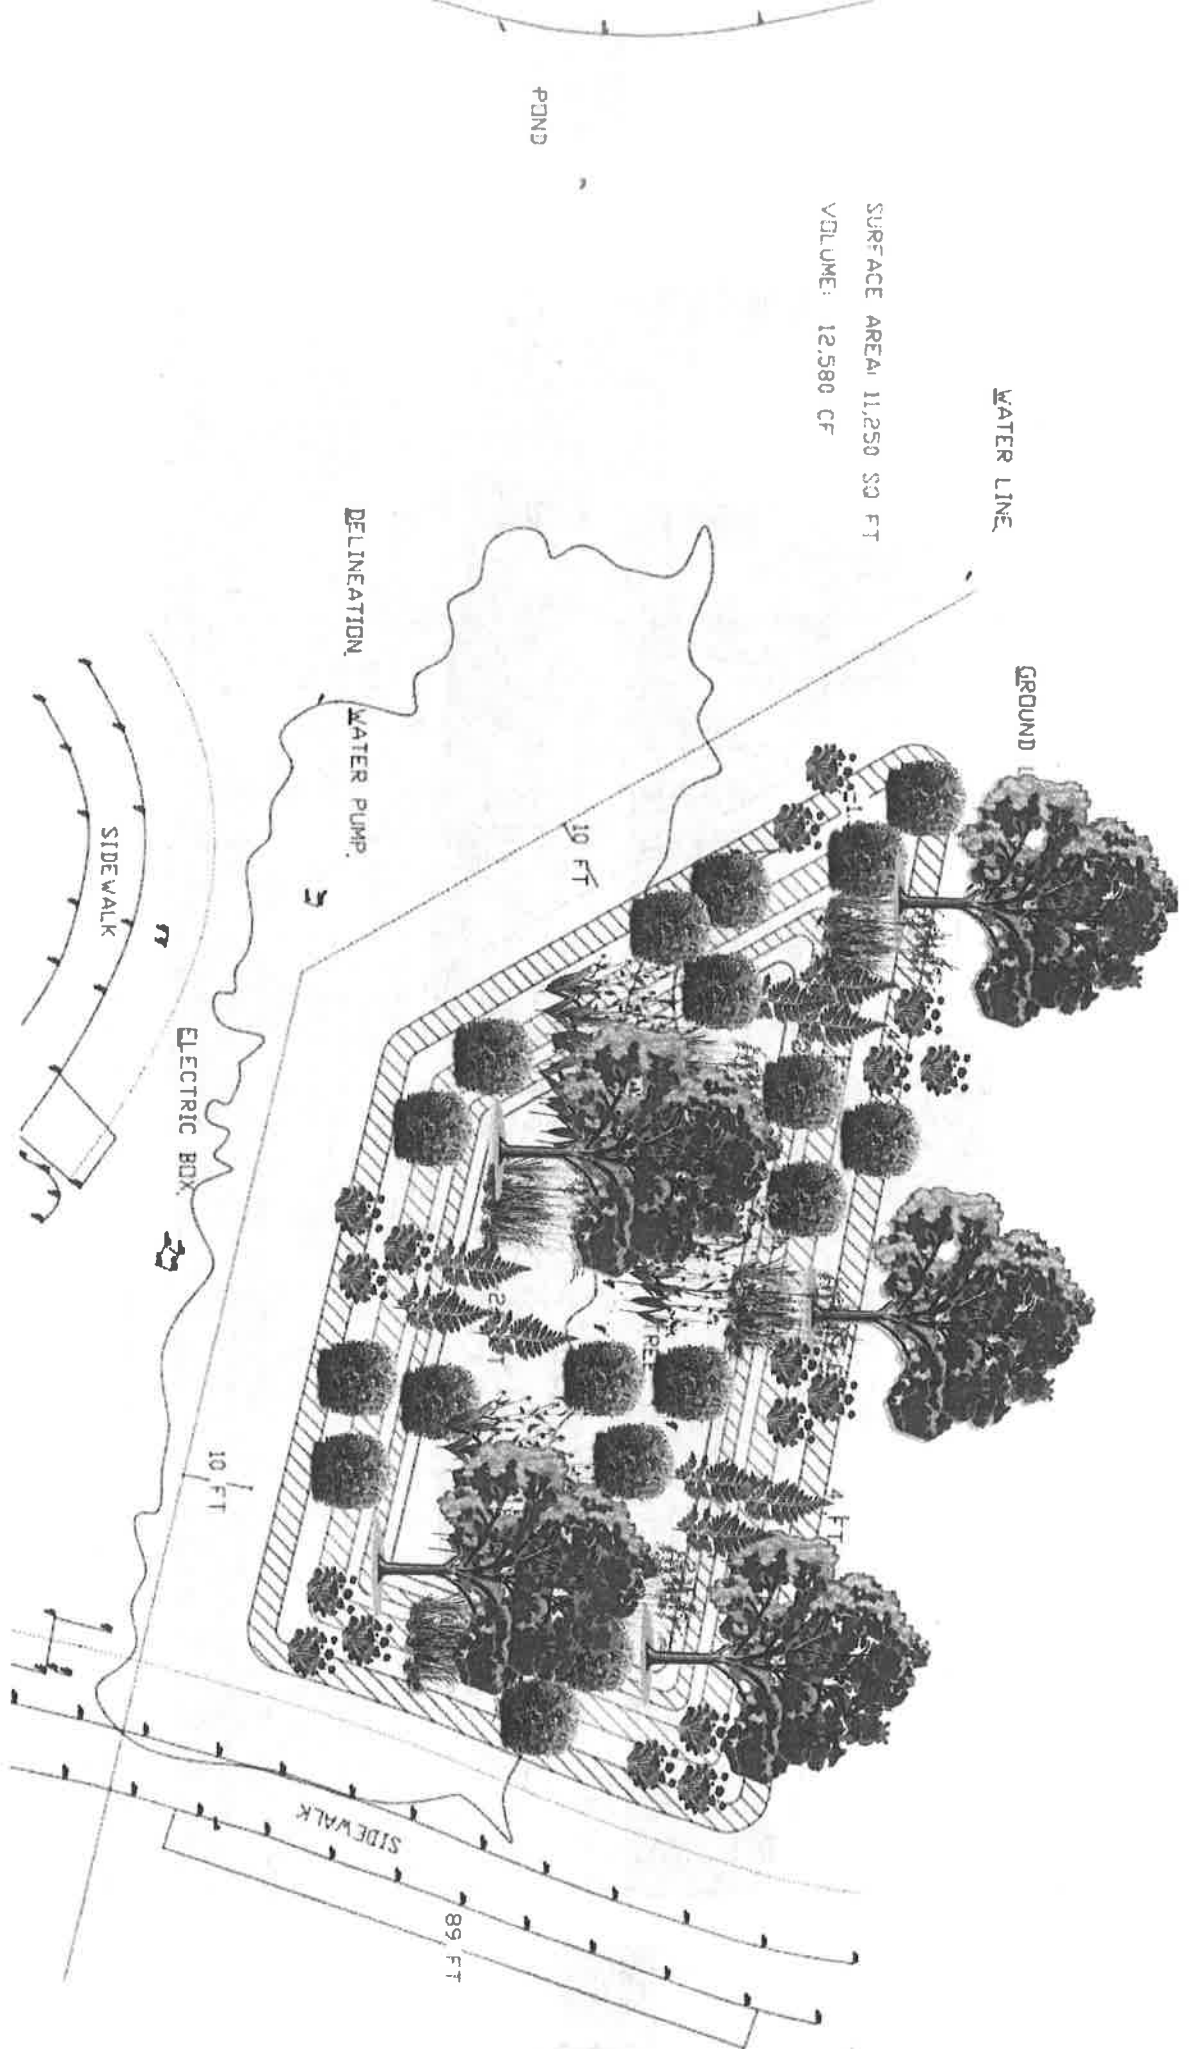 POND
SURFACE AREA: 11,250 SQ FT
VOLUME: 12,580 CF
WATER LINE
GROUND
DELINEATION
WATER PUMP
10 FT
SIDEWALK
ELECTRIC BOX
10 FT
4 FT
SIDEWALK
89 FT